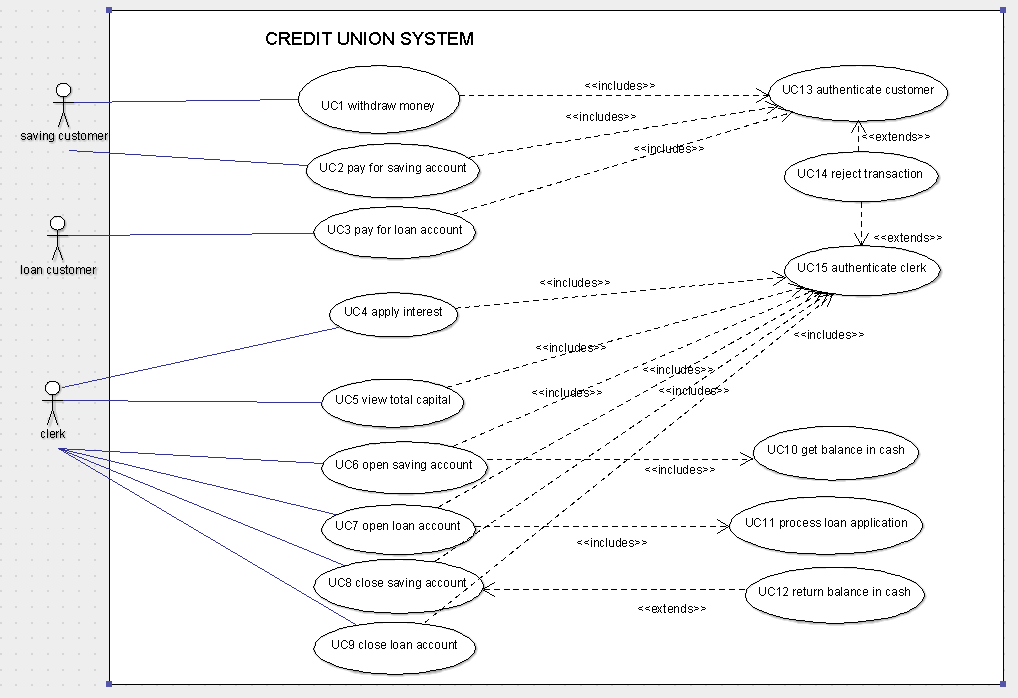 CREDIT UNION SYSTEM
<<includes>>
UC13 authenticate customer
UC1 withdraw money
<<includes>>
saving customer
<<extends>>
<<includes>>
UC2 pay for saving account
UC14 reject transaction
UC3 pay for loan account
<<extends>>
loan customer
UC15 authenticate clerk
<<includes>>
UC4 apply interest
<<includes>>
<<includes>>
<<includes>>
<<includes>>
<<includes>>
UC5 view total capital
clerk
UC10 get balance in cash
UC6 open saving account
<<includes>>
UC11 process loan application
UC7 open loan account
<<includes>>
UC8 close saving account
UC12 return balance in cash
<<extends>>
UC9 close loan account